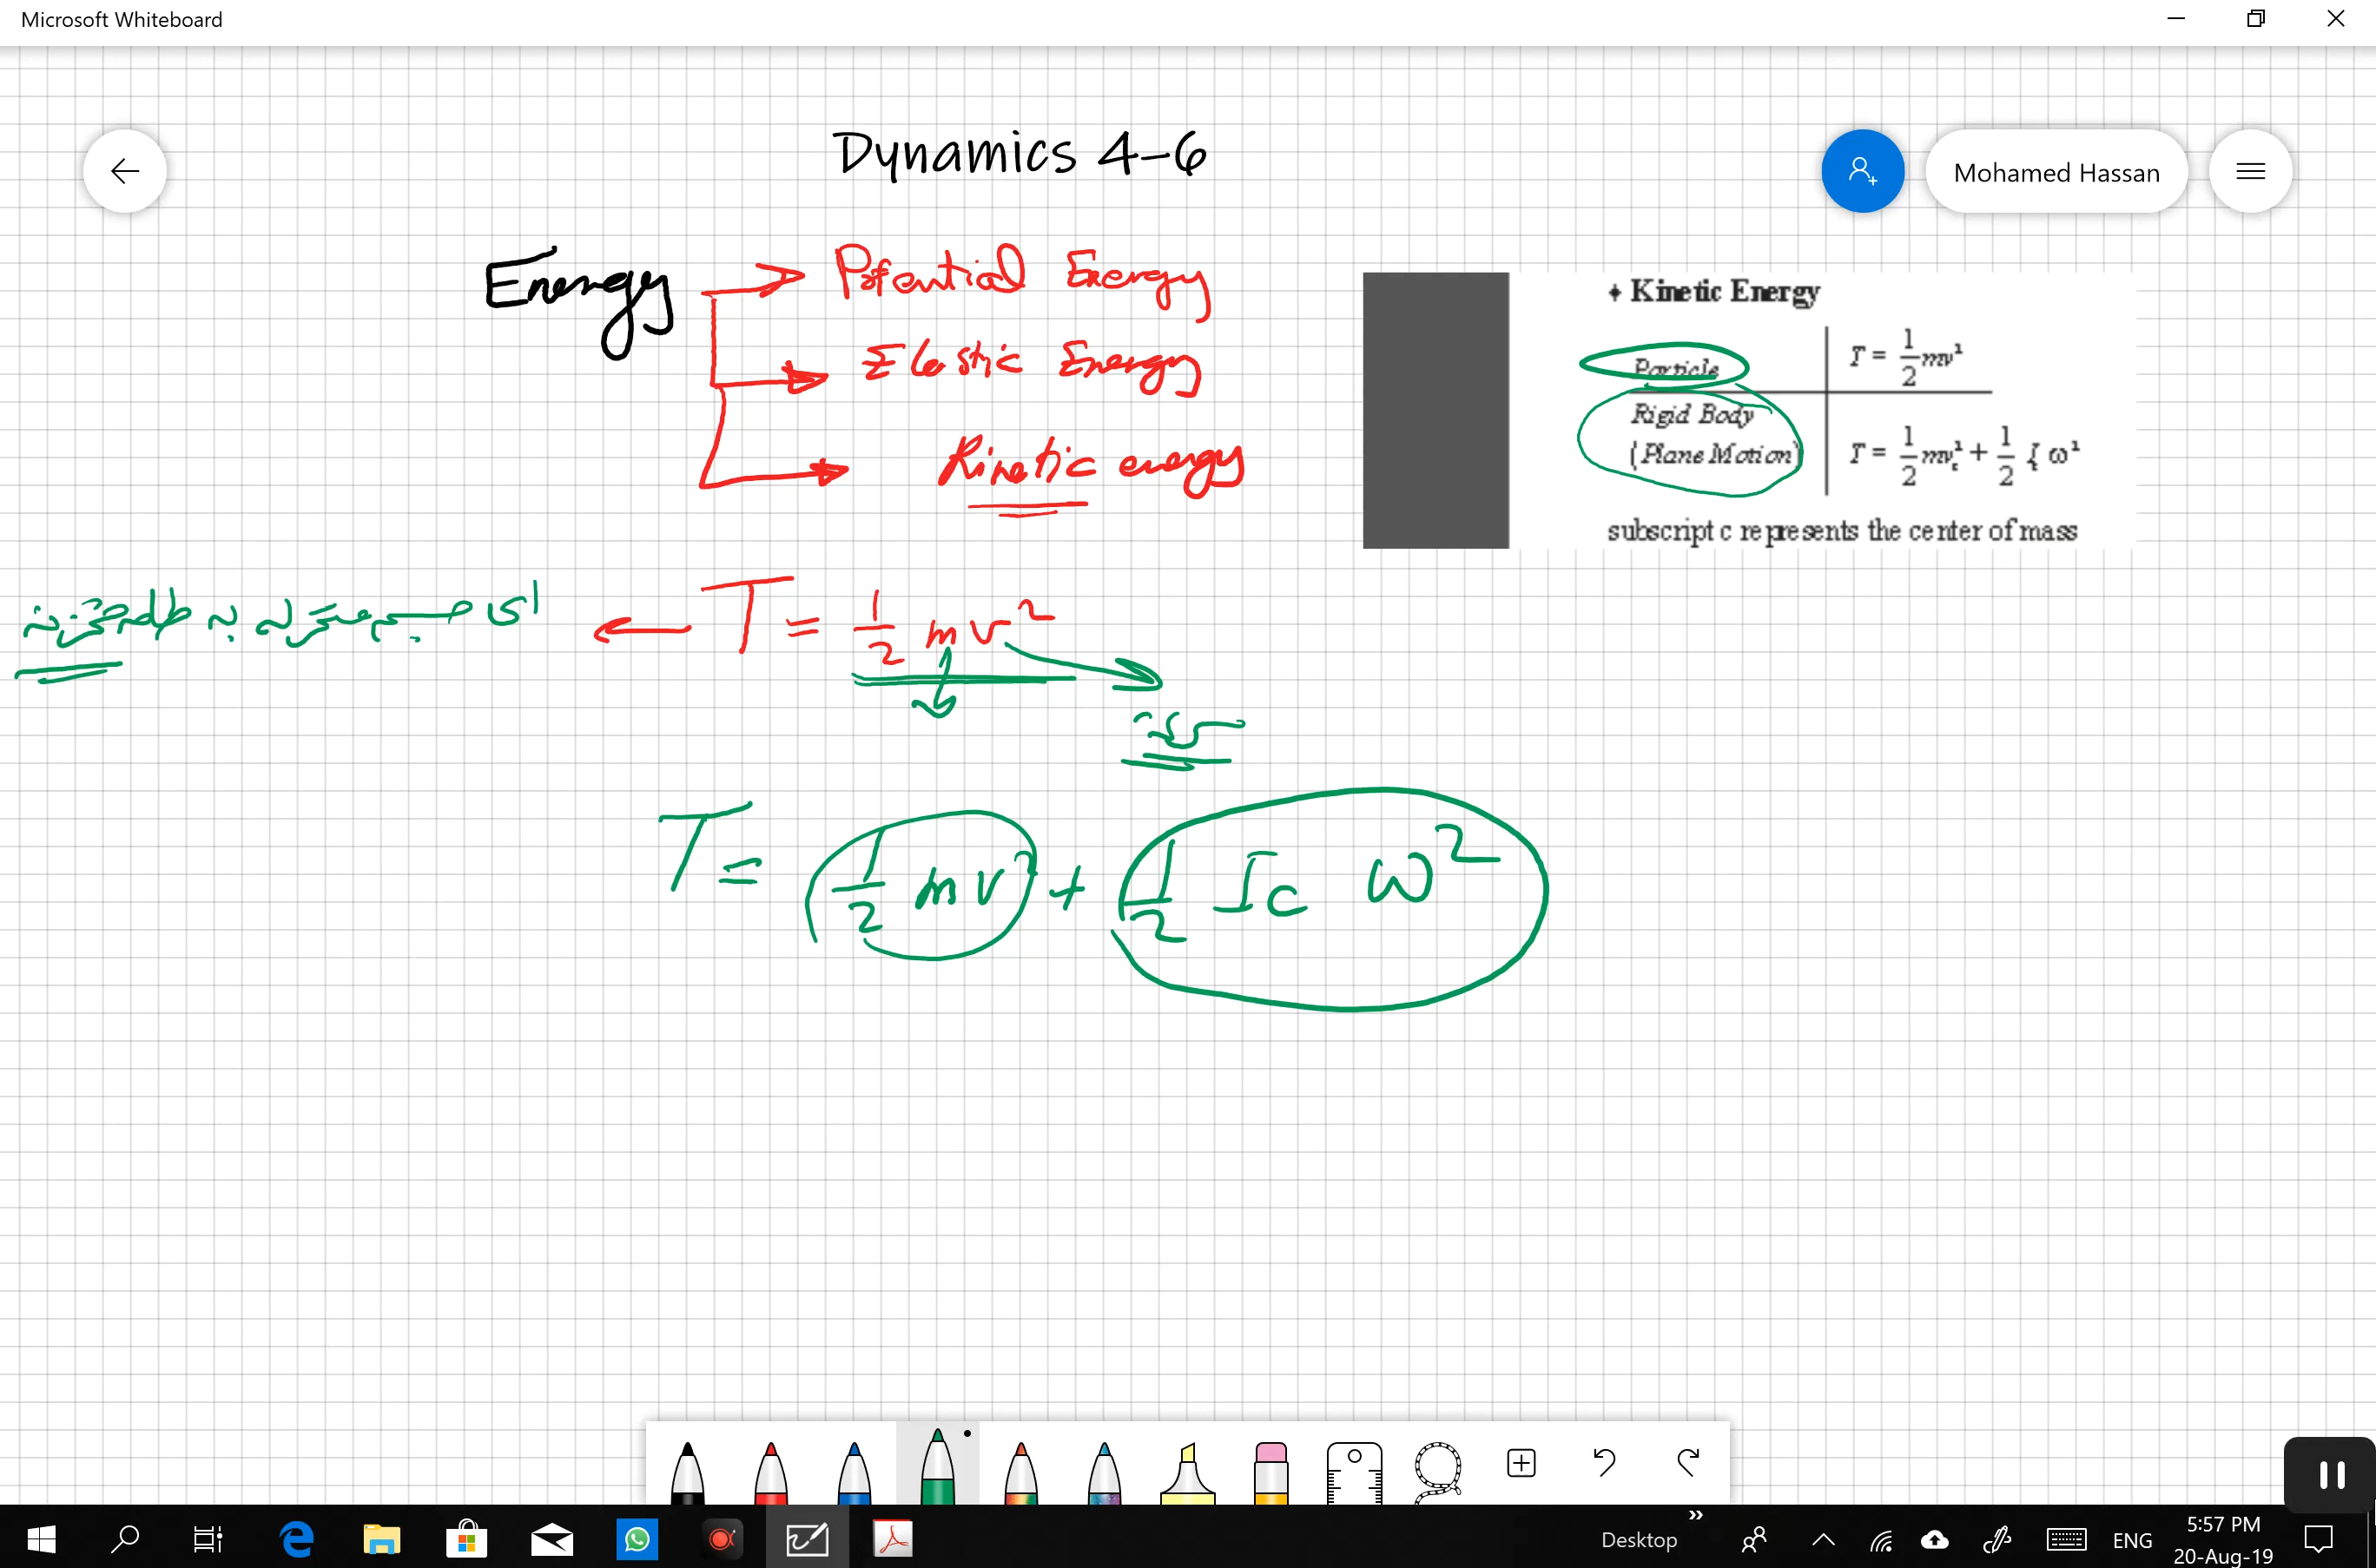 Microsoft Whiteboard
Dynamics 4-6
Mohamed Hassan
Energy
Potential Energy
Elastic Energy
Kinetic energy
♦ Kinetic Energy
Particle
T = 1/2 mv²
Rigid Body
(Plane Motion)
T = 1/2 mv_c² + 1/2 I_c ω²
subscript c represents the center of mass
T = 1/2 mv²
اى جسم متحرك به طاقة مخزنة
T = 1/2 mv² + 1/2 Ic ω²
Desktop
ENG
5:57 PM
20-Aug-19